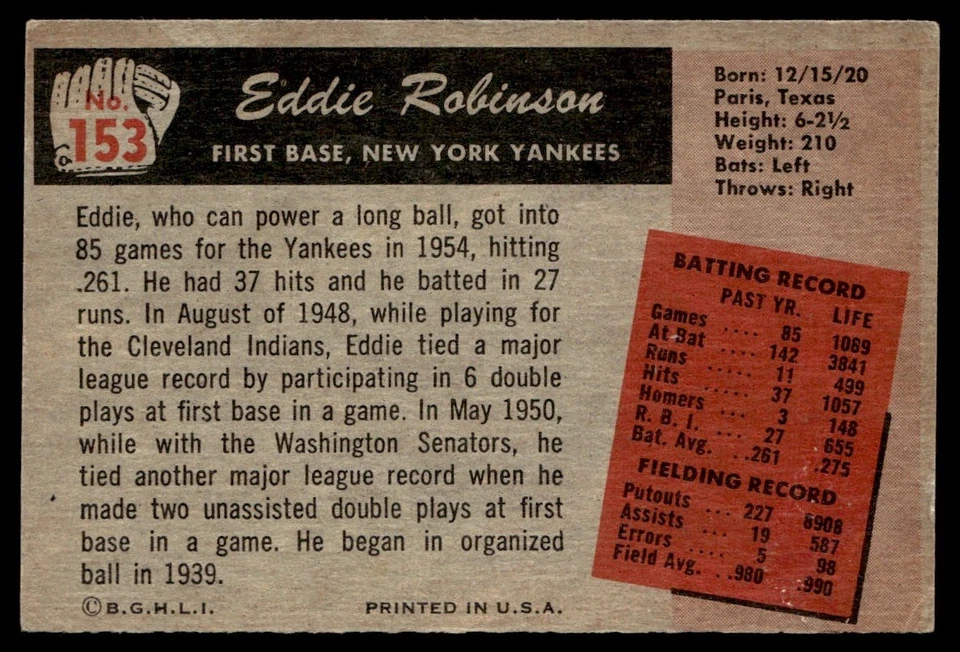 No.
153
Eddie Robinson
FIRST BASE, NEW YORK YANKEES
Born: 12/15/20
Paris, Texas
Height: 6-2½
Weight: 210
Bats: Left
Throws: Right
Eddie, who can power a long ball, got into
85 games for the Yankees in 1954, hitting
.261. He had 37 hits and he batted in 27
runs. In August of 1948, while playing for
the Cleveland Indians, Eddie tied a major
league record by participating in 6 double
plays at first base in a game. In May 1950,
while with the Washington Senators, he
tied another major league record when he
made two unassisted double plays at first
base in a game. He began in organized
ball in 1939.
©B.G.H.L.I. PRINTED IN U.S.A.
BATTING RECORD
PAST YR. LIFE
Games .... 85 1089
At Bat .... 142 3841
Runs ..... 11 499
Hits ..... 37 1057
Homers ... 3 148
R. B. I. ... 27 655
Bat. Avg. ..261 .275
FIELDING RECORD
Putouts ... 227 8908
Assists ... 19 587
Errors .... 5 98
Field Avg. ..980 .990